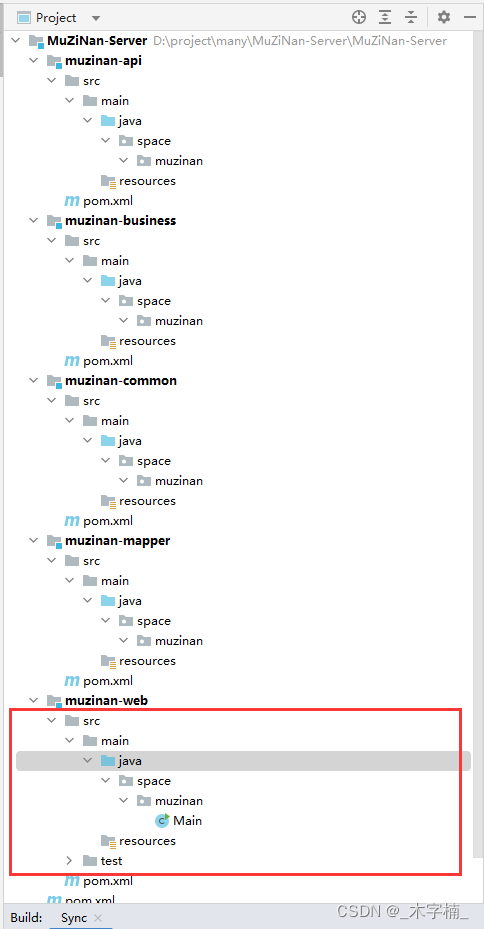 Project
MuZiNan-Server D:\project\many\MuZiNan-Server\MuZiNan-Server
muzinan-api
src
main
java
space
muzinan
resources
pom.xml
muzinan-business
src
main
java
space
muzinan
resources
pom.xml
muzinan-common
src
main
java
space
muzinan
resources
pom.xml
muzinan-mapper
src
main
java
space
muzinan
resources
pom.xml
muzinan-web
src
main
java
space
muzinan
Main
resources
test
pom.xml
pom.xml
Build: Sync
CSDN @_木字楠_